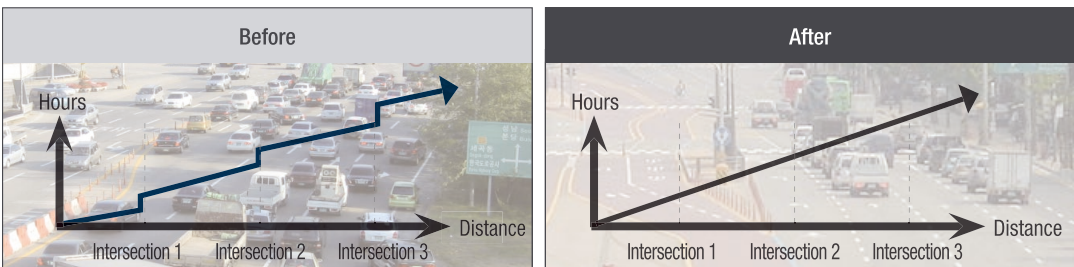 Before
Hours
Distance
Intersection 1 Intersection 2 Intersection 3
After
Hours
Distance
Intersection 1 Intersection 2 Intersection 3